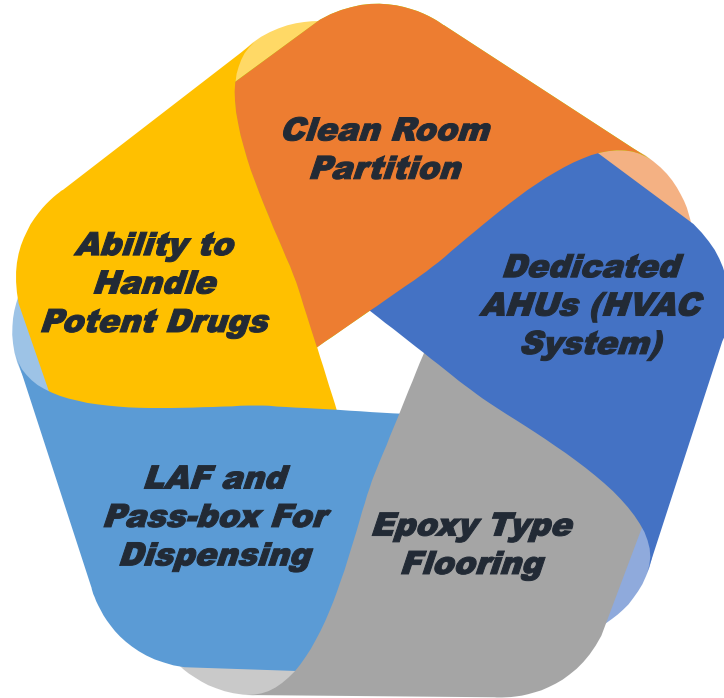 Clean Room
Partition
Dedicated
AHUs (HVAC
System)
Epoxy Type
Flooring
LAF and
Pass-box For
Dispensing
Ability to
Handle
Potent Drugs